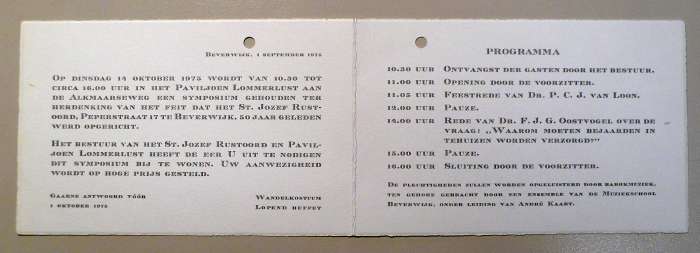 BEVERWIJK, 1 SEPTEMBER 1975
OP DINSDAG 14 OKTOBER 1975 WORDT VAN 10.30 TOT
CIRCA 16.00 UUR IN HET PAVILJOEN LOMMERLUST AAN
DE ALKMAARSEWEG EEN SYMPOSIUM GEHOUDEN TER
HERDENKING VAN HET FEIT DAT HET ST. JOZEF RUST-
OORD, PEPERSTRAAT 17 TE BEVERWIJK, 50 JAAR GELEDEN
WERD OPGERICHT.
HET BESTUUR VAN HET ST. JOZEF RUSTOORD EN PAVIL-
JOEN LOMMERLUST HEEFT DE EER U UIT TE NODIGEN
DIT SYMPOSIUM BIJ TE WONEN. UW AANWEZIGHEID
WORDT OP HOGE PRIJS GESTELD.
GAARNE ANTWOORD VÓÓR
1 OKTOBER 1975
WANDELKOSTUUM
LOPEND BUFFET
PROGRAMMA
10.30 UUR ONTVANGST DER GASTEN DOOR HET BESTUUR.
11.00 UUR OPENING DOOR DE VOORZITTER.
11.05 UUR FEESTREDE VAN DR. P. C. J. VAN LOON.
12.00 UUR PAUZE.
14.00 UUR REDE VAN DR. F. J. G. OOSTVOGEL OVER DE
VRAAG: „WAAROM MOETEN BEJAARDEN IN
TEHUIZEN WORDEN VERZORGD?"
15.00 UUR PAUZE.
16.00 UUR SLUITING DOOR DE VOORZITTER.
DE PLECHTIGHEDEN ZULLEN WORDEN OPGELUISTERD DOOR BAROKMUZIEK,
TEN GEHORE GEBRACHT DOOR EEN ENSEMBLE VAN DE MUZIEKSCHOOL
BEVERWIJK, ONDER LEIDING VAN ANDRÉ KAART.